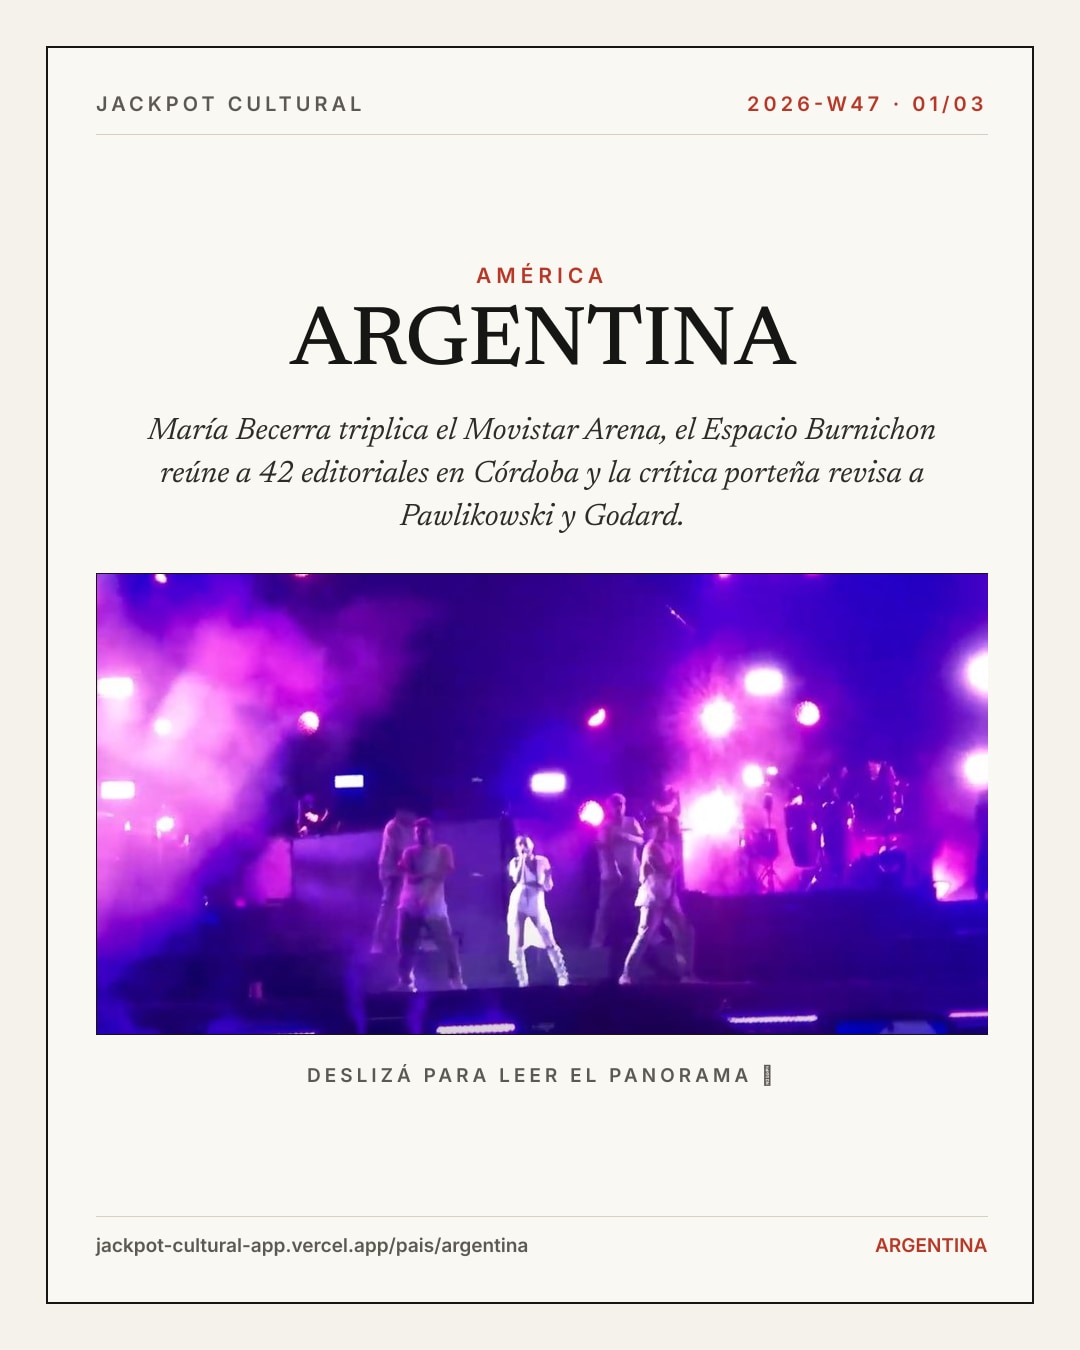 JACKPOT CULTURAL
2026-W47 · 01/03
AMÉRICA
ARGENTINA
María Becerra triplica el Movistar Arena, el Espacio Burnichon
reúne a 42 editoriales en Córdoba y la crítica porteña revisa a
Pawlikowski y Godard.
DESLIZÁ PARA LEER EL PANORAMA
jackpot-cultural-app.vercel.app/pais/argentina
ARGENTINA